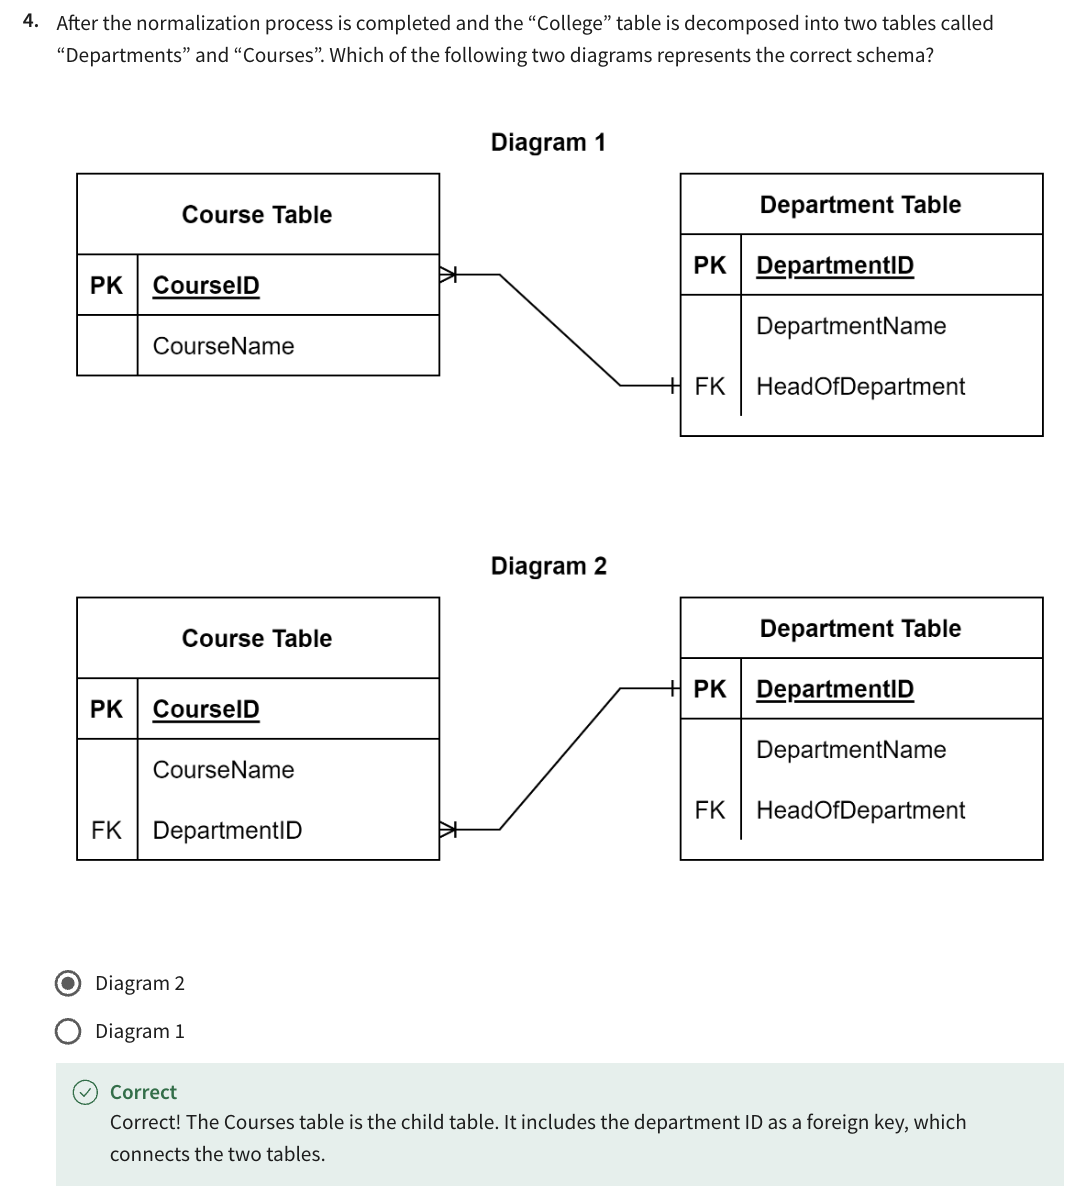 4. After the normalization process is completed and the “College” table is decomposed into two tables called
“Departments” and “Courses”. Which of the following two diagrams represents the correct schema?
Diagram 1
Course Table
PK CourseID
CourseName
Department Table
PK DepartmentID
DepartmentName
FK HeadOfDepartment
Diagram 2
Course Table
PK CourseID
CourseName
FK DepartmentID
Department Table
PK DepartmentID
DepartmentName
FK HeadOfDepartment
Diagram 2
Diagram 1
Correct
Correct! The Courses table is the child table. It includes the department ID as a foreign key, which
connects the two tables.